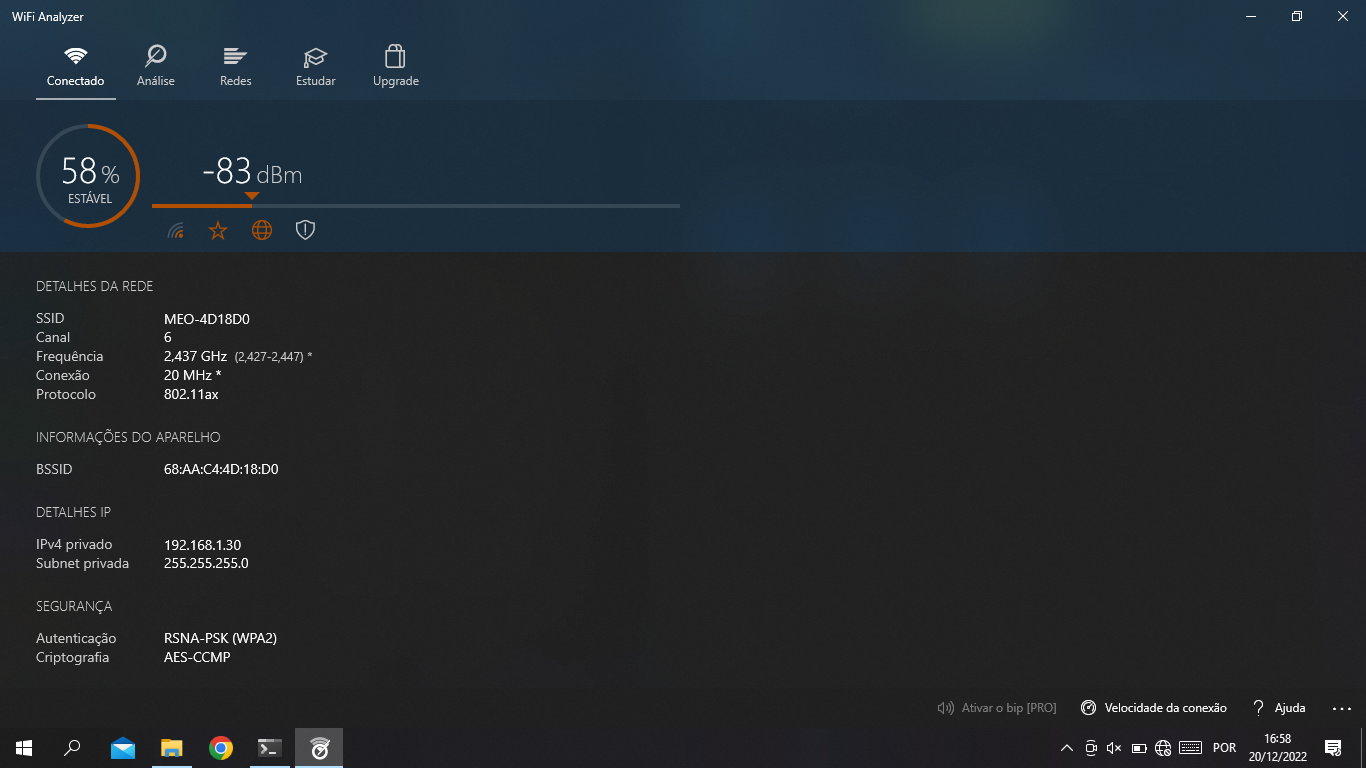 WiFi Analyzer
Conectado
Análise
Redes
Estudar
Upgrade
58 %
ESTÁVEL
-83 dBm
DETALHES DA REDE
SSID MEO-4D18D0
Canal 6
Frequência 2,437 GHz (2,427-2,447) *
Conexão 20 MHz *
Protocolo 802.11ax
INFORMAÇÕES DO APARELHO
BSSID 68:AA:C4:4D:18:D0
DETALHES IP
IPv4 privado 192.168.1.30
Subnet privada 255.255.255.0
SEGURANÇA
Autenticação RSNA-PSK (WPA2)
Criptografia AES-CCMP
Ativar o bip [PRO]
Velocidade da conexão
Ajuda
POR
16:58
20/12/2022